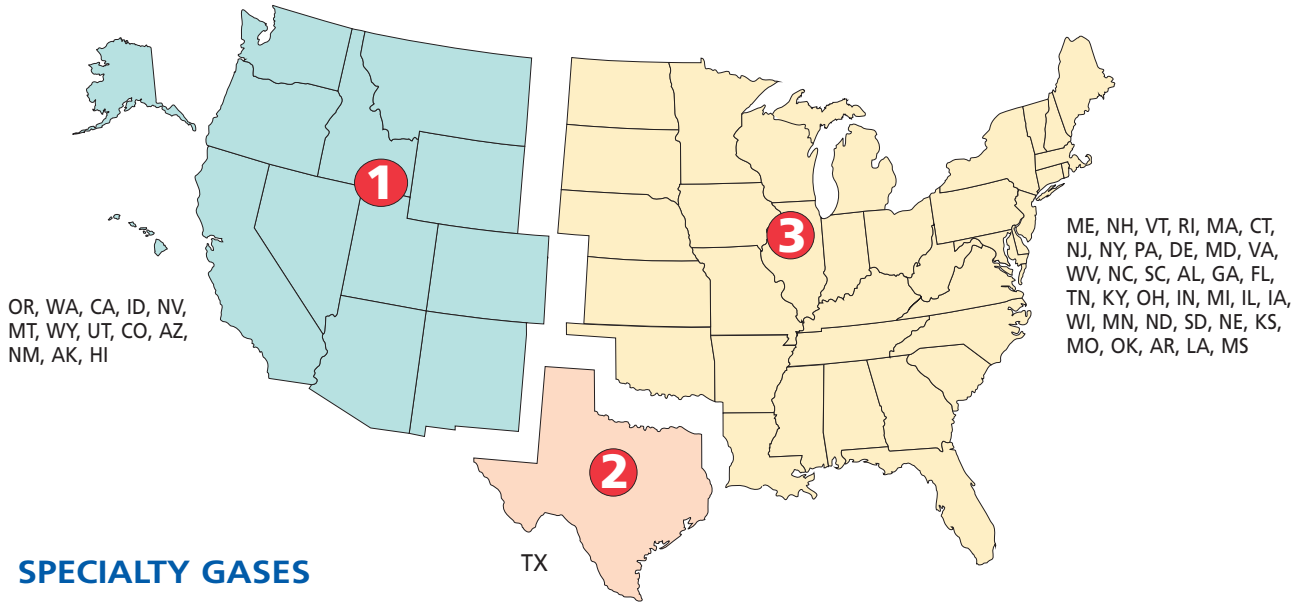 1
3
2
OR, WA, CA, ID, NV,
MT, WY, UT, CO, AZ,
NM, AK, HI
ME, NH, VT, RI, MA, CT,
NJ, NY, PA, DE, MD, VA,
WV, NC, SC, AL, GA, FL,
TN, KY, OH, IN, MI, IL, IA,
WI, MN, ND, SD, NE, KS,
MO, OK, AR, LA, MS
TX
SPECIALTY GASES